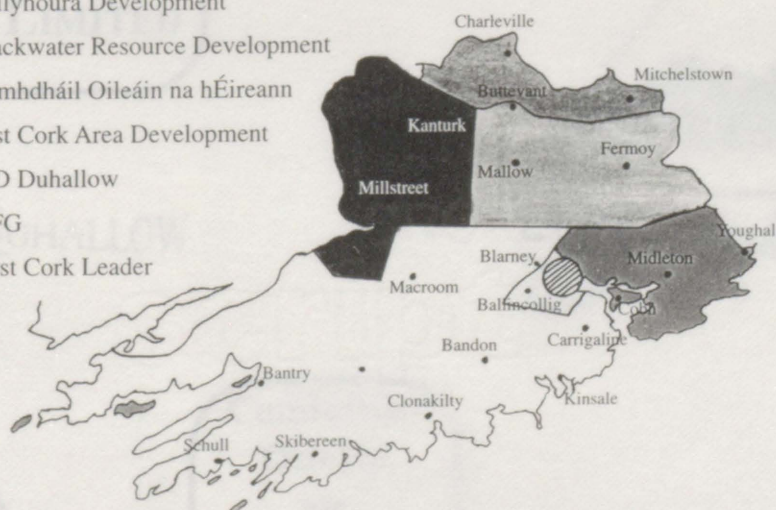 llyhoura Development
ackwater Resource Development
mhdháil Oileáin na hÉireann
st Cork Area Development
D Duhallow
FG
st Cork Leader
Charleville
Mitchelstown
Buttevant
Kanturk
Fermoy
Mallow
Millstreet
Youghal
Blarney
Midleton
Macroom
Ballincollig
Cobh
Carrigaline
Bandon
Bantry
Kinsale
Clonakilty
Schull
Skibereen